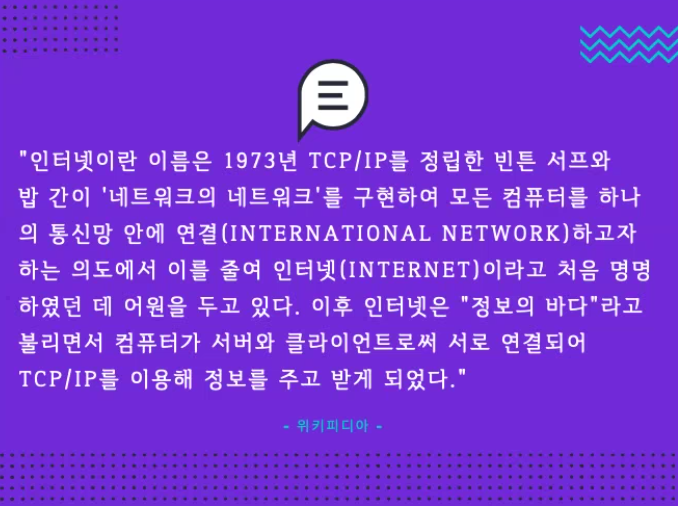 "인터넷이란 이름은 1973년 TCP/IP를 정립한 빈튼 서프와
밥 간이 '네트워크의 네트워크'를 구현하여 모든 컴퓨터를 하나
의 통신망 안에 연결(INTERNATIONAL NETWORK)하고자
하는 의도에서 이를 줄여 인터넷(INTERNET)이라고 처음 명명
하였던 데 어원을 두고 있다. 이후 인터넷은 "정보의 바다"라고
불리면서 컴퓨터가 서버와 클라이언트로써 서로 연결되어
TCP/IP를 이용해 정보를 주고 받게 되었다."
- 위키피디아 -